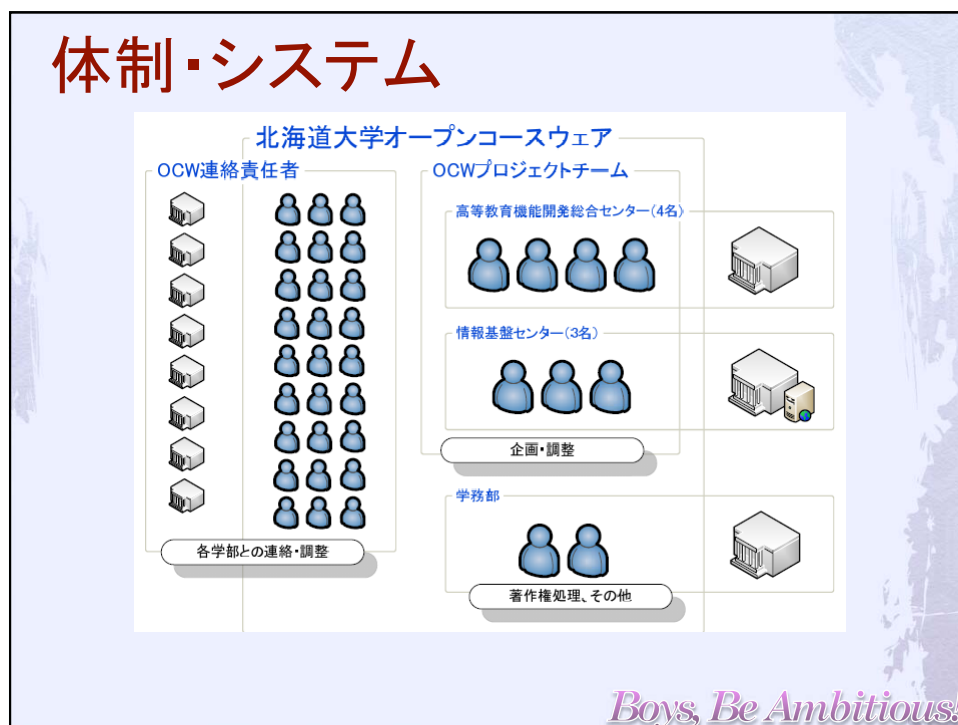 体制・システム
北海道大学オープンコースウェア
OCW連絡責任者
OCWプロジェクトチーム
高等教育機能開発総合センター(4名)
情報基盤センター(3名)
企画・調整
学務部
各学部との連絡・調整
著作権処理、その他
Boys, Be Ambitious!